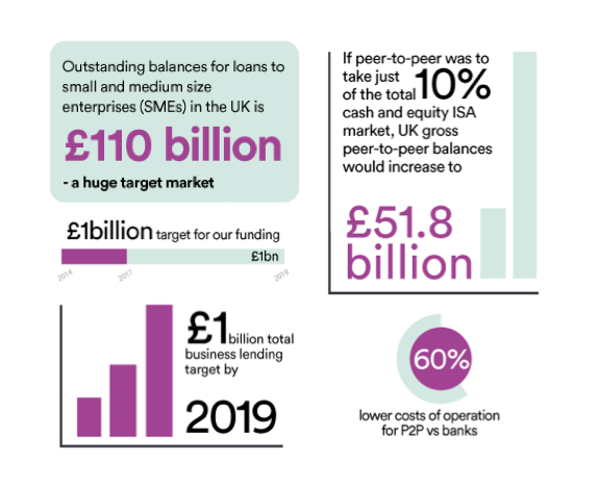 Outstanding balances for loans to
small and medium size
enterprises (SMEs) in the UK is
£110 billion
- a huge target market
£1billion target for our funding
£1bn
2014 2017 2019
£1 billion total
business lending
target by
2019
If peer-to-peer was to
take just 10%
of the total
cash and equity ISA
market, UK gross
peer-to-peer balances
would increase to
£51.8
billion
60%
lower costs of operation
for P2P vs banks